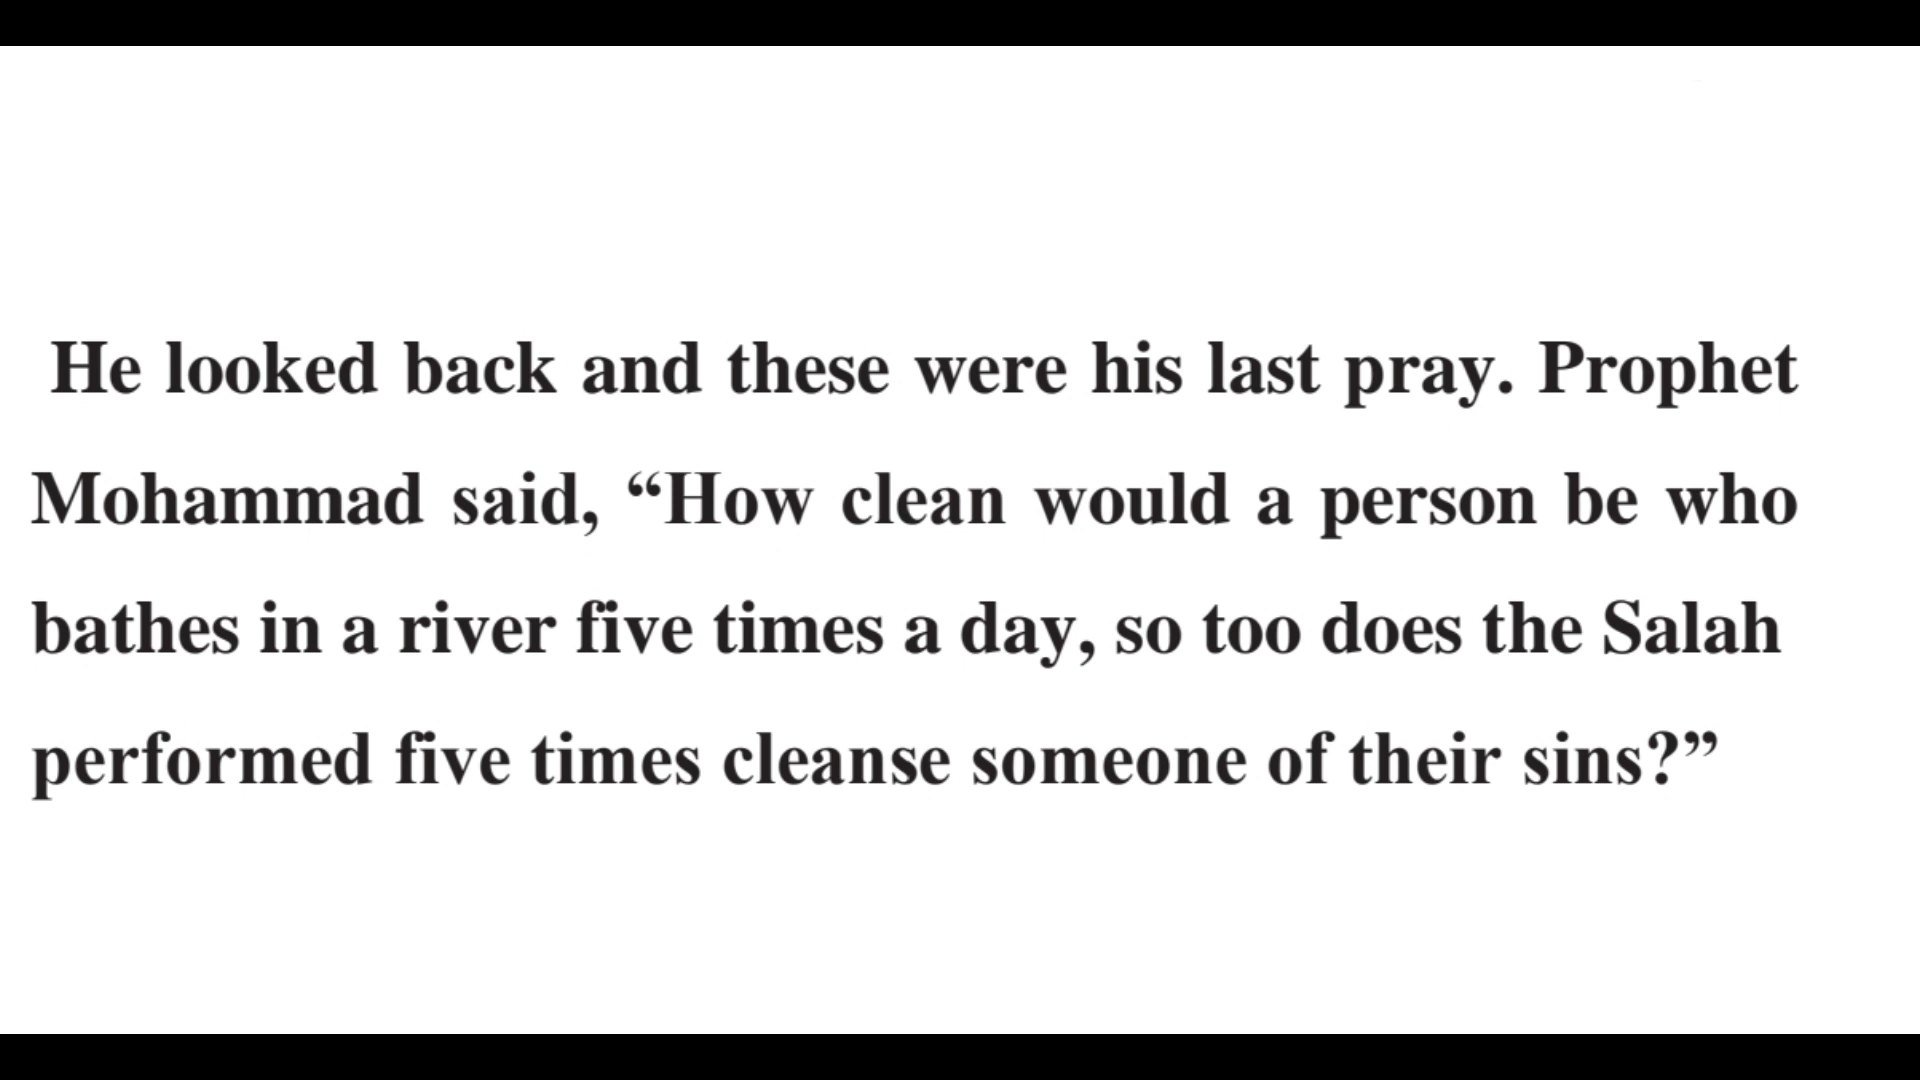 He looked back and these were his last pray. Prophet
Mohammad said, “How clean would a person be who
bathes in a river five times a day, so too does the Salah
performed five times cleanse someone of their sins?”